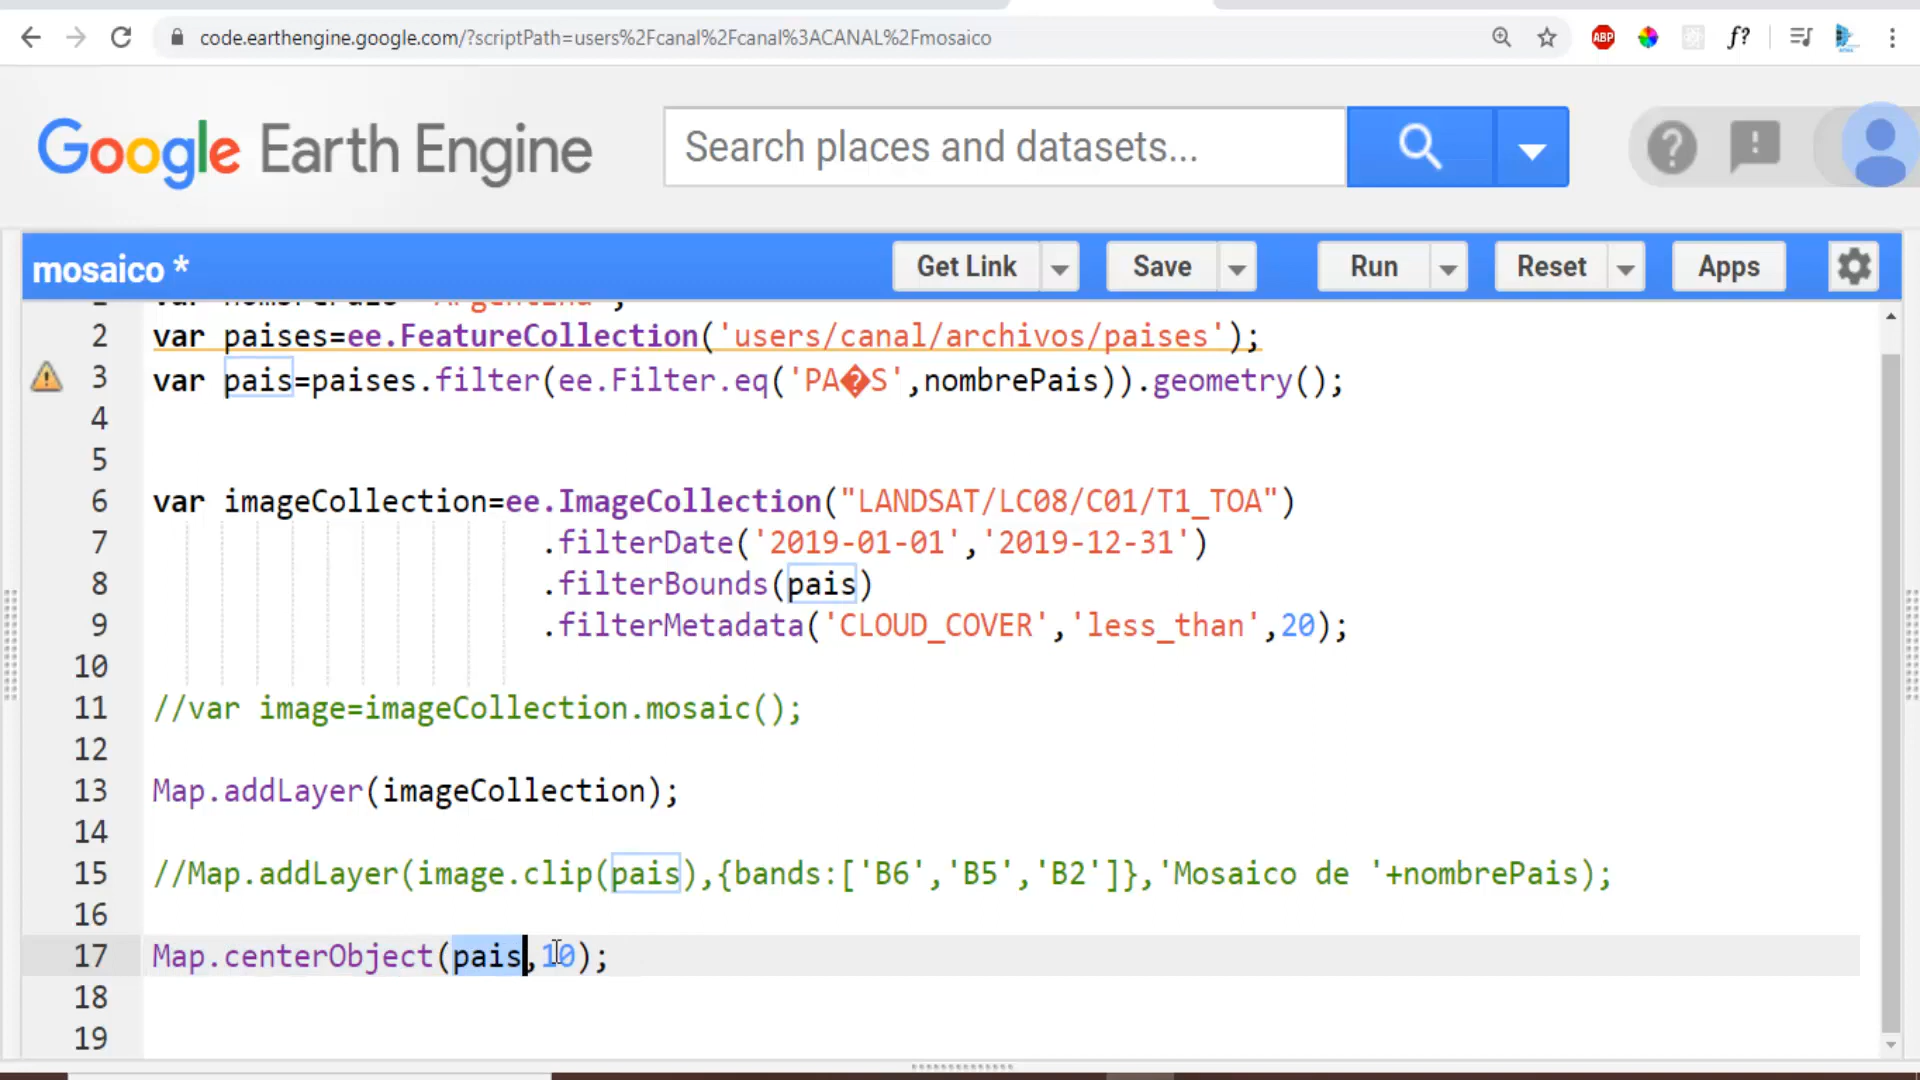 code.earthengine.google.com/?scriptPath=users%2Fcanal%2Fcanal%3ACANAL%2Fmosaico
ABP
f?
Google Earth Engine
Search places and datasets...
mosaico *
Get Link
Save
Run
Reset
Apps
2 var paises=ee.FeatureCollection('users/canal/archivos/paises');
3 var pais=paises.filter(ee.Filter.eq('PA�S',nombrePais)).geometry();
4
5
6 var imageCollection=ee.ImageCollection("LANDSAT/LC08/C01/T1_TOA")
7 .filterDate('2019-01-01','2019-12-31')
8 .filterBounds(pais)
9 .filterMetadata('CLOUD_COVER','less_than',20);
10
11 //var image=imageCollection.mosaic();
12
13 Map.addLayer(imageCollection);
14
15 //Map.addLayer(image.clip(pais),{bands:['B6','B5','B2']},'Mosaico de '+nombrePais);
16
17 Map.centerObject(pais,10);
18
19